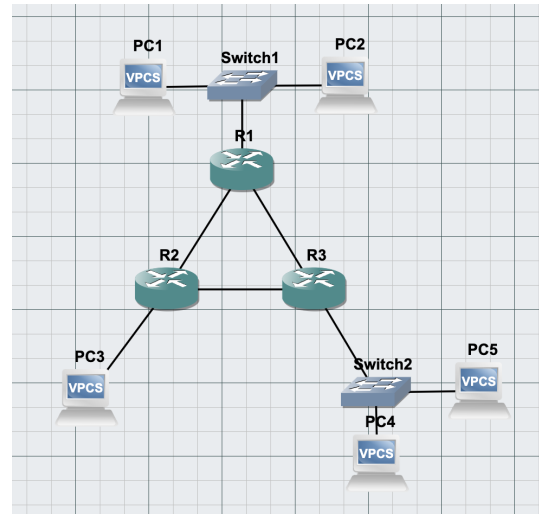 PC1
PC2
Switch1
VPCS
VPCS
R1
R2
R3
PC3
PC5
Switch2
VPCS
VPCS
PC4
VPCS